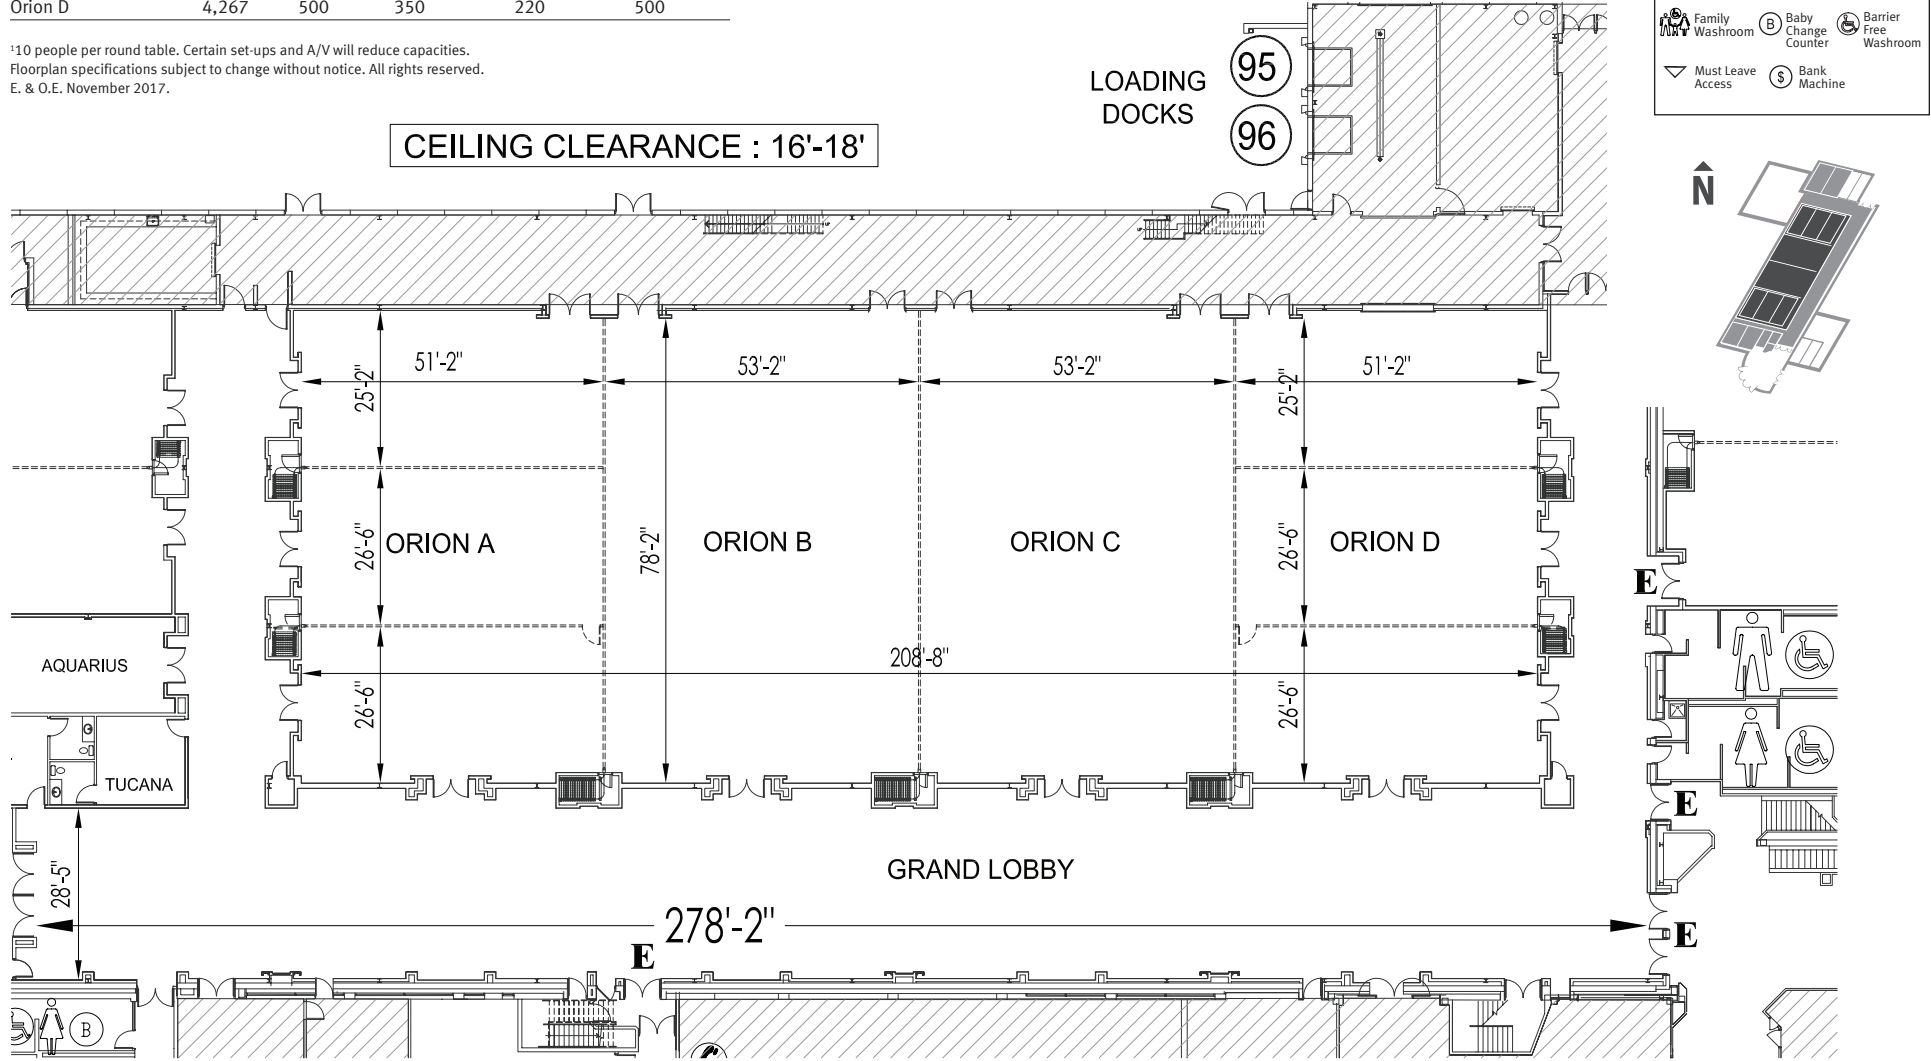 Orion D 4,267 500 350 220 500
¹10 people per round table. Certain set-ups and A/V will reduce capacities.
Floorplan specifications subject to change without notice. All rights reserved.
E. & O.E. November 2017.
Family
Washroom
B
Baby
Change
Counter
Barrier
Free
Washroom
Must Leave
Access
$
Bank
Machine
LOADING
DOCKS
95
96
CEILING CLEARANCE : 16'-18'
N
51'-2"
53'-2"
53'-2"
51'-2"
25'-2"
25'-2"
26'-6"
ORION A
78'-2"
ORION B
ORION C
26'-6"
ORION D
E
AQUARIUS
208'-8"
26'-6"
26'-6"
TUCANA
E
28'-5"
GRAND LOBBY
278'-2"
E
E
B